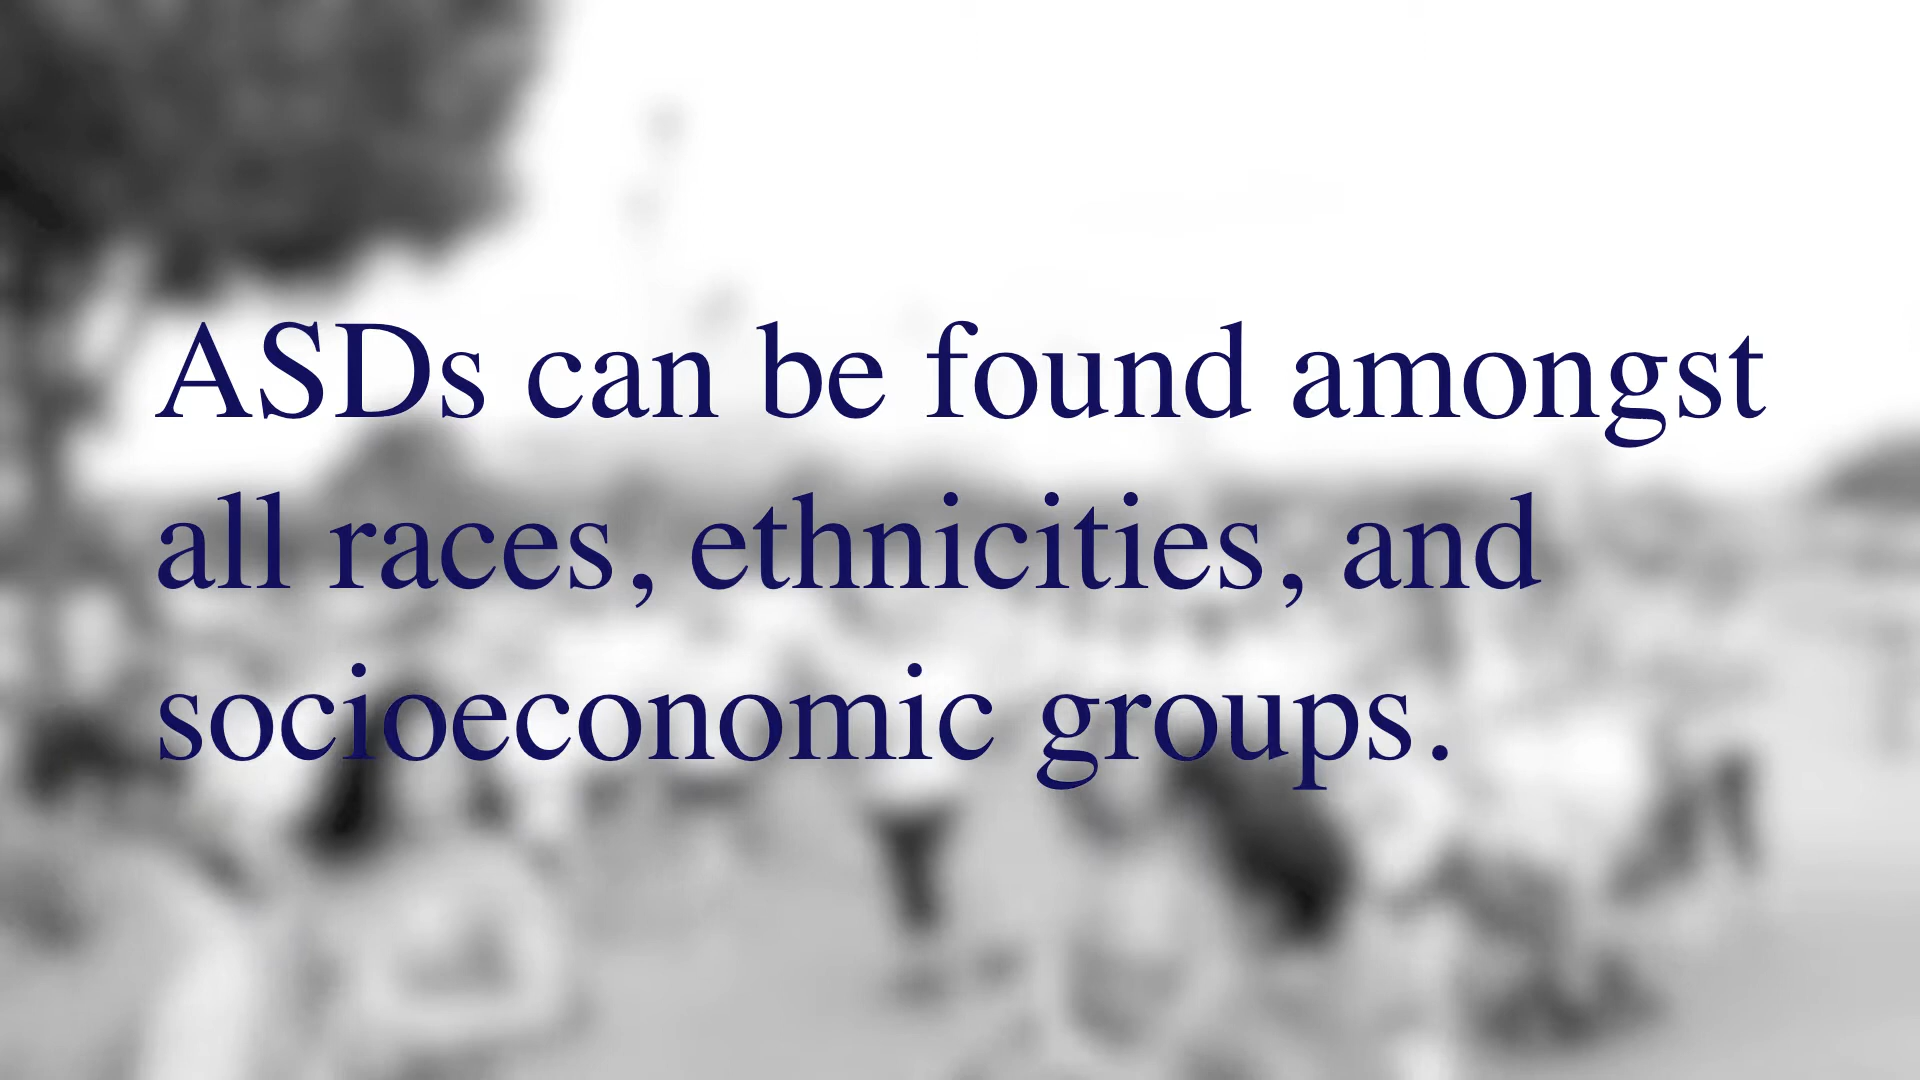 ASDs can be found amongst
all races, ethnicities, and
socioeconomic groups.